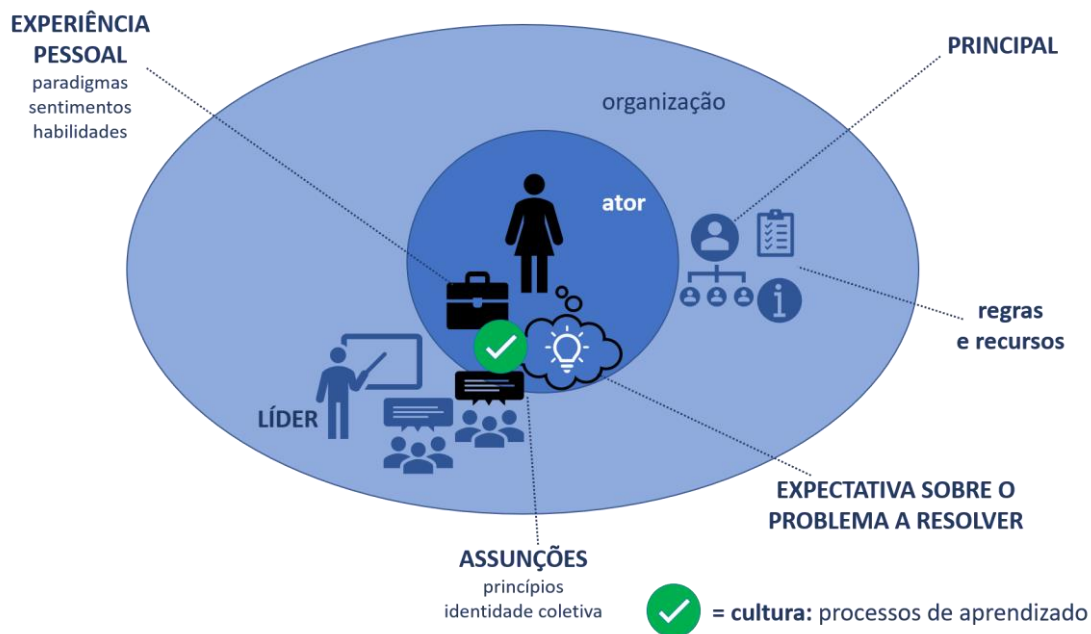 EXPERIÊNCIA
PESSOAL
paradigmas
sentimentos
habilidades
PRINCIPAL
organização
ator
regras
e recursos
LÍDER
EXPECTATIVA SOBRE O
PROBLEMA A RESOLVER
ASSUNÇÕES
princípios
identidade coletiva
= cultura: processos de aprendizado